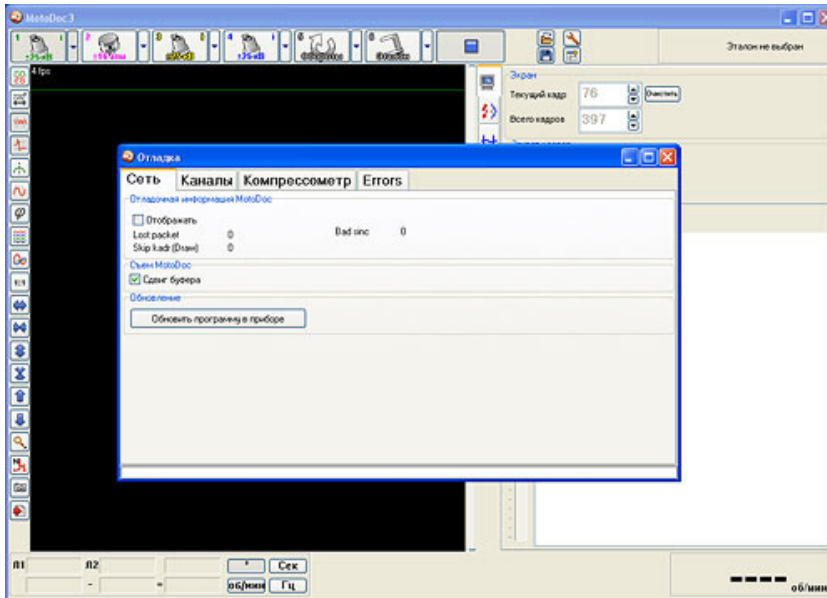 MotoDoc 3
4 fps
Эталон не выбран
Экран
Текущий кадр 76 Очистить
Всего кадров 397
Отладка
Сеть Каналы Компрессометр Errors
Отладочная информация MotoDoc
Отображать
Lost packet 0 Bad sinc 0
Skip kadr (Draw) 0
Съем MotoDoc
Сдвиг буфера
Обновление
Обновить программу в приборе
Л1 Л2 ° Сек
- = об/мин Гц
---- об/мин